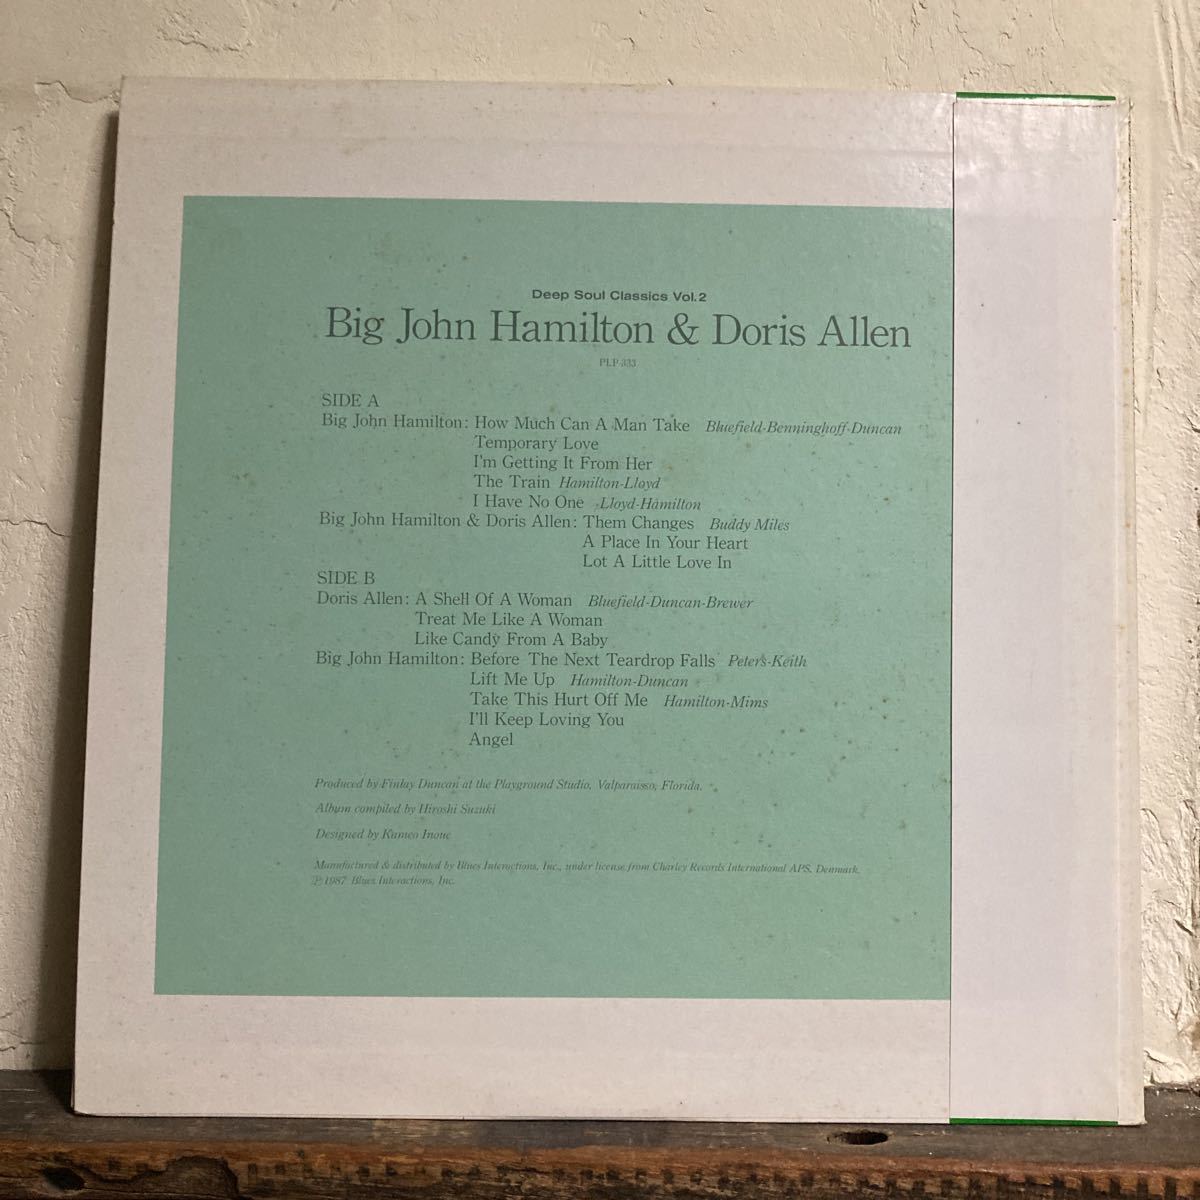 Deep Soul Classics Vol.2
Big John Hamilton & Doris Allen
PLP-333
SIDE A
Big John Hamilton: How Much Can A Man Take Bluefield-Benninghoff-Duncan
Temporary Love
I'm Getting It From Her
The Train Hamilton-Lloyd
I Have No One Lloyd-Hamilton
Big John Hamilton & Doris Allen: Them Changes Buddy Miles
A Place In Your Heart
Lot A Little Love In
SIDE B
Doris Allen: A Shell Of A Woman Bluefield-Duncan-Brewer
Treat Me Like A Woman
Like Candy From A Baby
Big John Hamilton: Before The Next Teardrop Falls Peters-Keith
Lift Me Up Hamilton-Duncan
Take This Hurt Off Me Hamilton-Mims
I'll Keep Loving You
Angel
Produced by Finlay Duncan at the Playground Studio, Valparaisso, Florida.
Album compiled by Hiroshi Suzuki
Designed by Kumeo Inoue
Manufactured & distributed by Blues Interactions, Inc., under license from Charley Records International APS. Denmark.
Ⓟ1987 Blues Interactions, Inc.